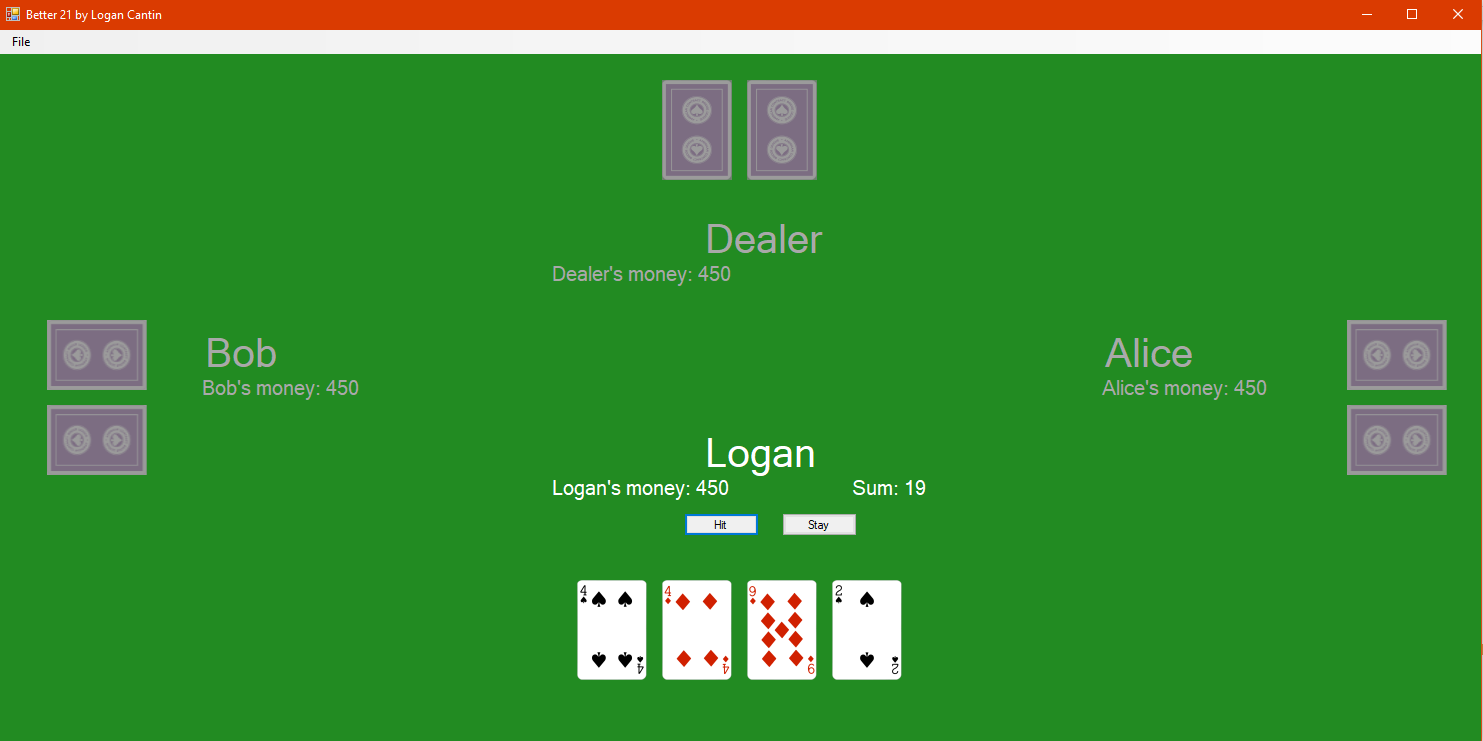 Better 21 by Logan Cantin
File
Dealer
Dealer's money: 450
Bob
Bob's money: 450
Alice
Alice's money: 450
Logan
Logan's money: 450 Sum: 19
Hit Stay
4 4 9 2
4 4 9 2